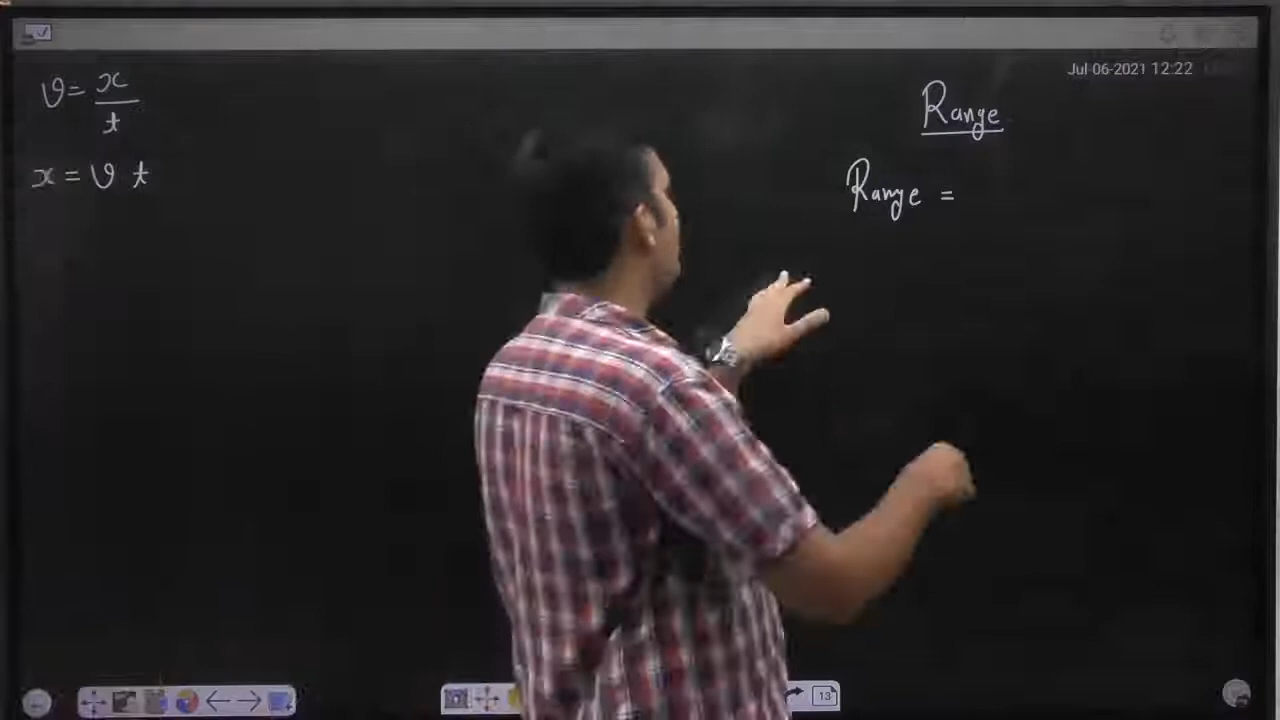 Jul-06-2021 12:22
v = x / t
x = v t
Range
Range =
13